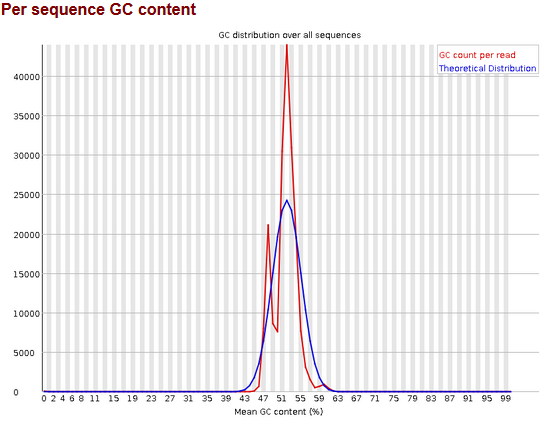 Per sequence GC content
GC distribution over all sequences
GC count per read
Theoretical Distribution
40000
35000
30000
25000
20000
15000
10000
5000
0
0 2 4 6 8 11 15 19 23 27 31 35 39 43 47 51 55 59 63 67 71 75 79 83 87 91 95 99
Mean GC content (%)